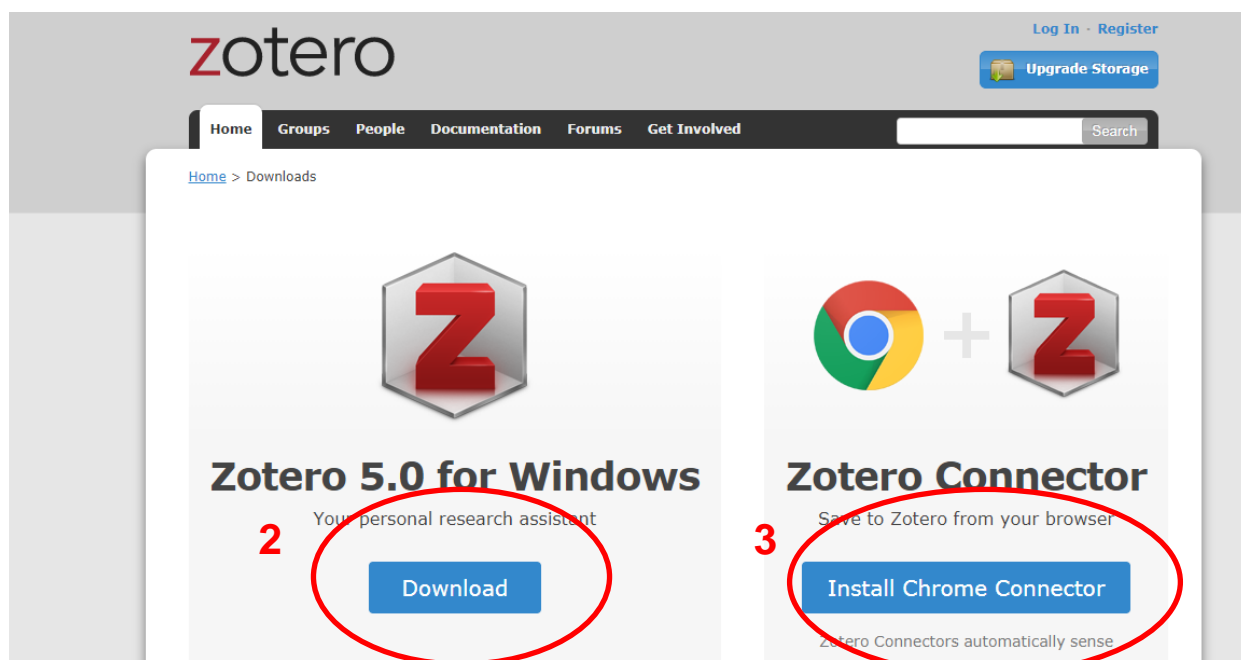 zotero
Log In · Register
Upgrade Storage
Home Groups People Documentation Forums Get Involved
Search
Home > Downloads
Z
Z
Zotero 5.0 for Windows
Your personal research assistant
2
Download
Zotero Connector
Save to Zotero from your browser
3
Install Chrome Connector
Zotero Connectors automatically sense